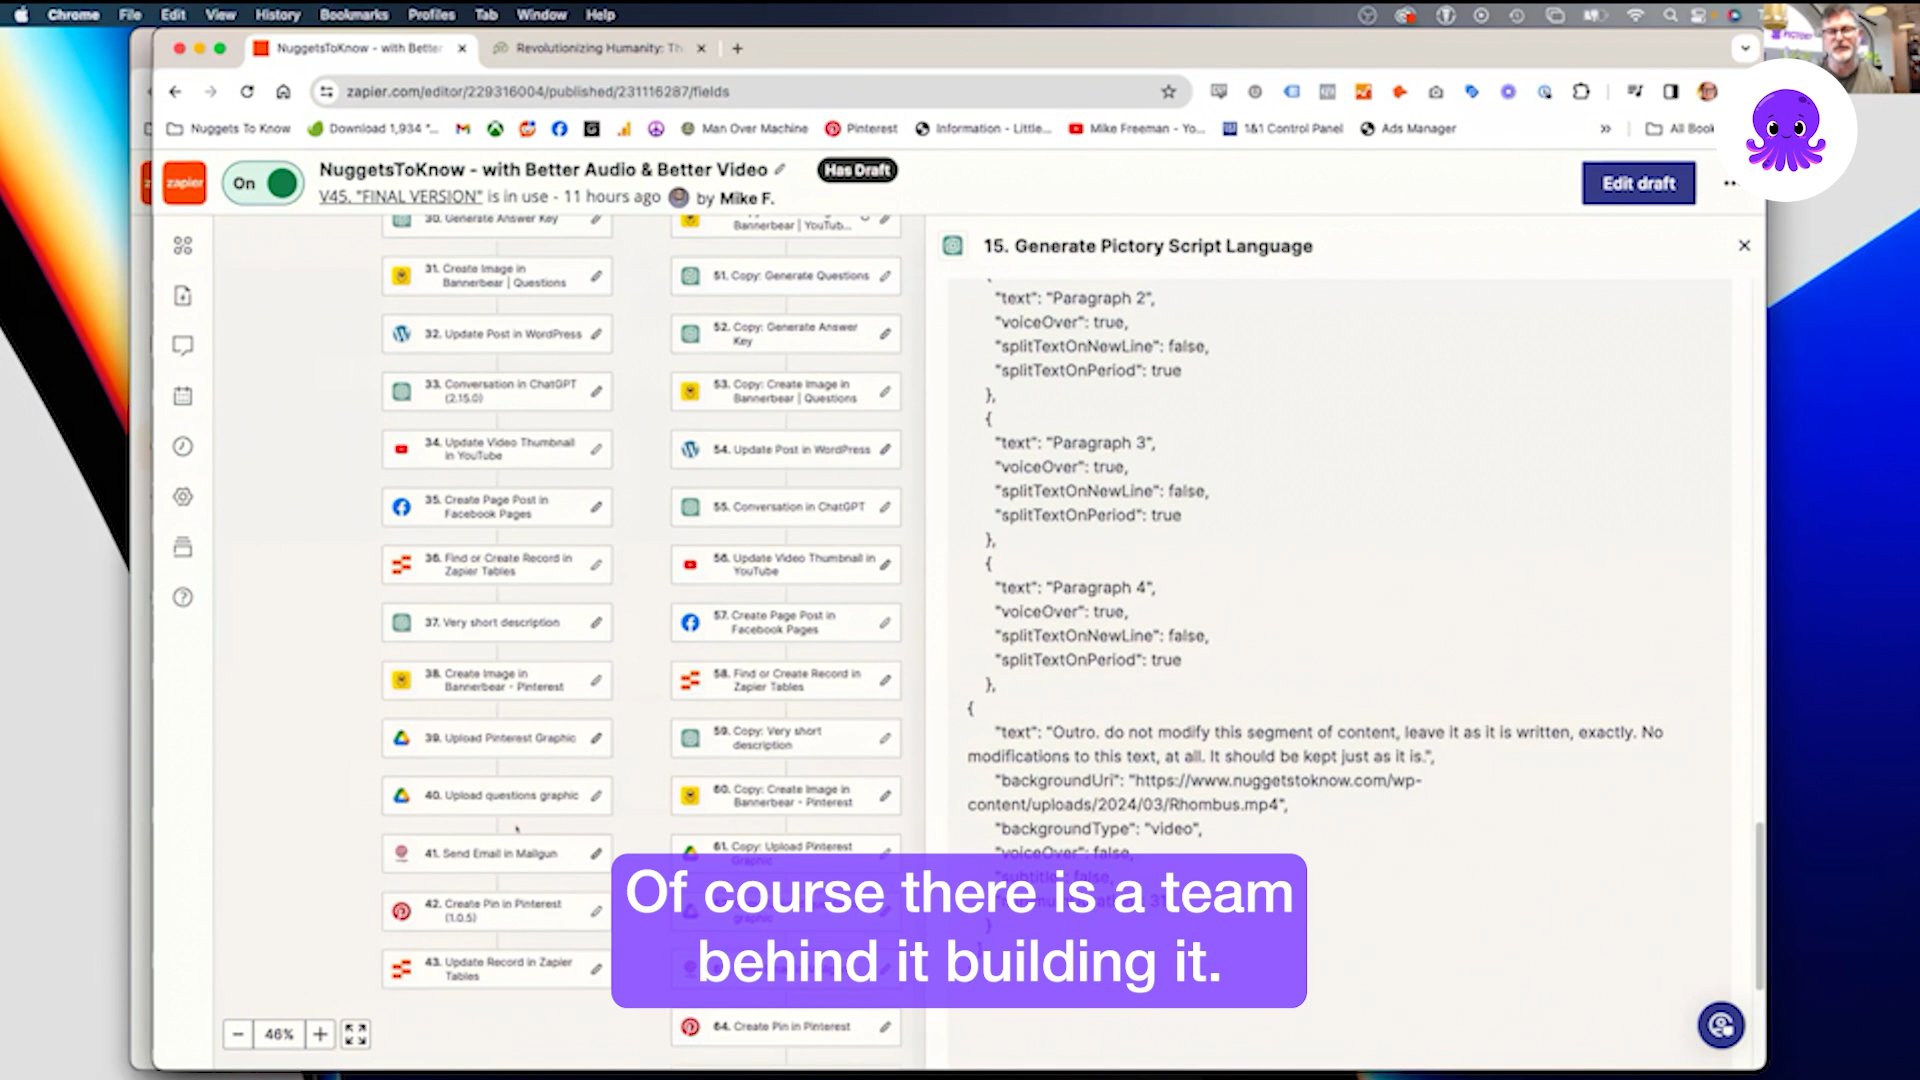 Chrome File Edit View History Bookmarks Profiles Tab Window Help
NuggetsToKnow - with Better
Revolutionizing Humanity: Th
zapier.com/editor/229316004/published/231116287/fields
Nuggets To Know
Download 1,934 "...
Man Over Machine
Pinterest
Information - Little...
Mike Freeman - Yo...
1&1 Control Panel
Ads Manager
All Book
zapier
On
NuggetsToKnow - with Better Audio & Better Video
Has Draft
V45. "FINAL VERSION" is in use - 11 hours ago by Mike F.
Edit draft
30. Generate Answer Key
31. Create Image in
Bannerbear | Questions
32. Update Post in WordPress
33. Conversation in ChatGPT
(2.15.0)
34. Update Video Thumbnail
in YouTube
35. Create Page Post in
Facebook Pages
36. Find or Create Record in
Zapier Tables
37. Very short description
38. Create Image in
Bannerbear - Pinterest
39. Upload Pinterest Graphic
40. Upload questions graphic
41. Send Email in Mailgun
42. Create Pin in Pinterest
(1.0.5)
43. Update Record in Zapier
Tables
46%
Bannerbear | YouTub...
51. Copy: Generate Questions
52. Copy: Generate Answer
Key
53. Copy: Create Image in
Bannerbear | Questions
54. Update Post in WordPress
55. Conversation in ChatGPT
56. Update Video Thumbnail in
YouTube
57. Create Page Post in
Facebook Pages
58. Find or Create Record in
Zapier Tables
59. Copy: Very short
description
60. Copy: Create Image in
Bannerbear - Pinterest
61. Copy: Upload Pinterest
Graphic
graphic
64. Create Pin in Pinterest
15. Generate Pictory Script Language
{
"text": "Paragraph 2",
"voiceOver": true,
"splitTextOnNewLine": false,
"splitTextOnPeriod": true
},
{
"text": "Paragraph 3",
"voiceOver": true,
"splitTextOnNewLine": false,
"splitTextOnPeriod": true
},
{
"text": "Paragraph 4",
"voiceOver": true,
"splitTextOnNewLine": false,
"splitTextOnPeriod": true
},
{
"text": "Outro. do not modify this segment of content, leave it as it is written, exactly. No
modifications to this text, at all. It should be kept just as it is.",
"backgroundUri": "https://www.nuggetstoknow.com/wp-
content/uploads/2024/03/Rhombus.mp4",
"backgroundType": "video",
"voiceOver": false,
"subtitle": false,
}
Of course there is a team
behind it building it.